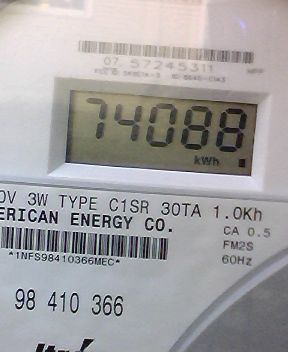 07 57245311
74088
kWh
0V 3W TYPE C1SR 30TA 1.0Kh
ERICAN ENERGY CO.
CA 0.5
FM2S
60Hz
*1NFS98410366MEC*
98 410 366